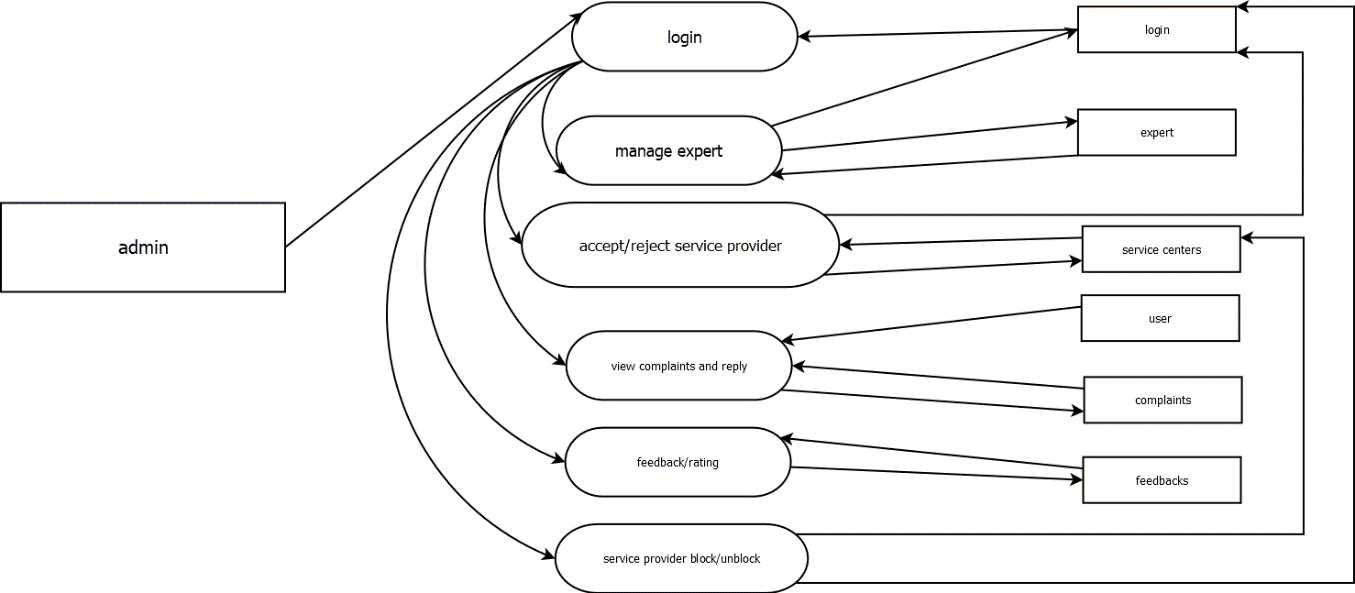 login
login
expert
manage expert
admin
accept/reject service provider
service centers
user
view complaints and reply
complaints
feedback/rating
feedbacks
service provider block/unblock